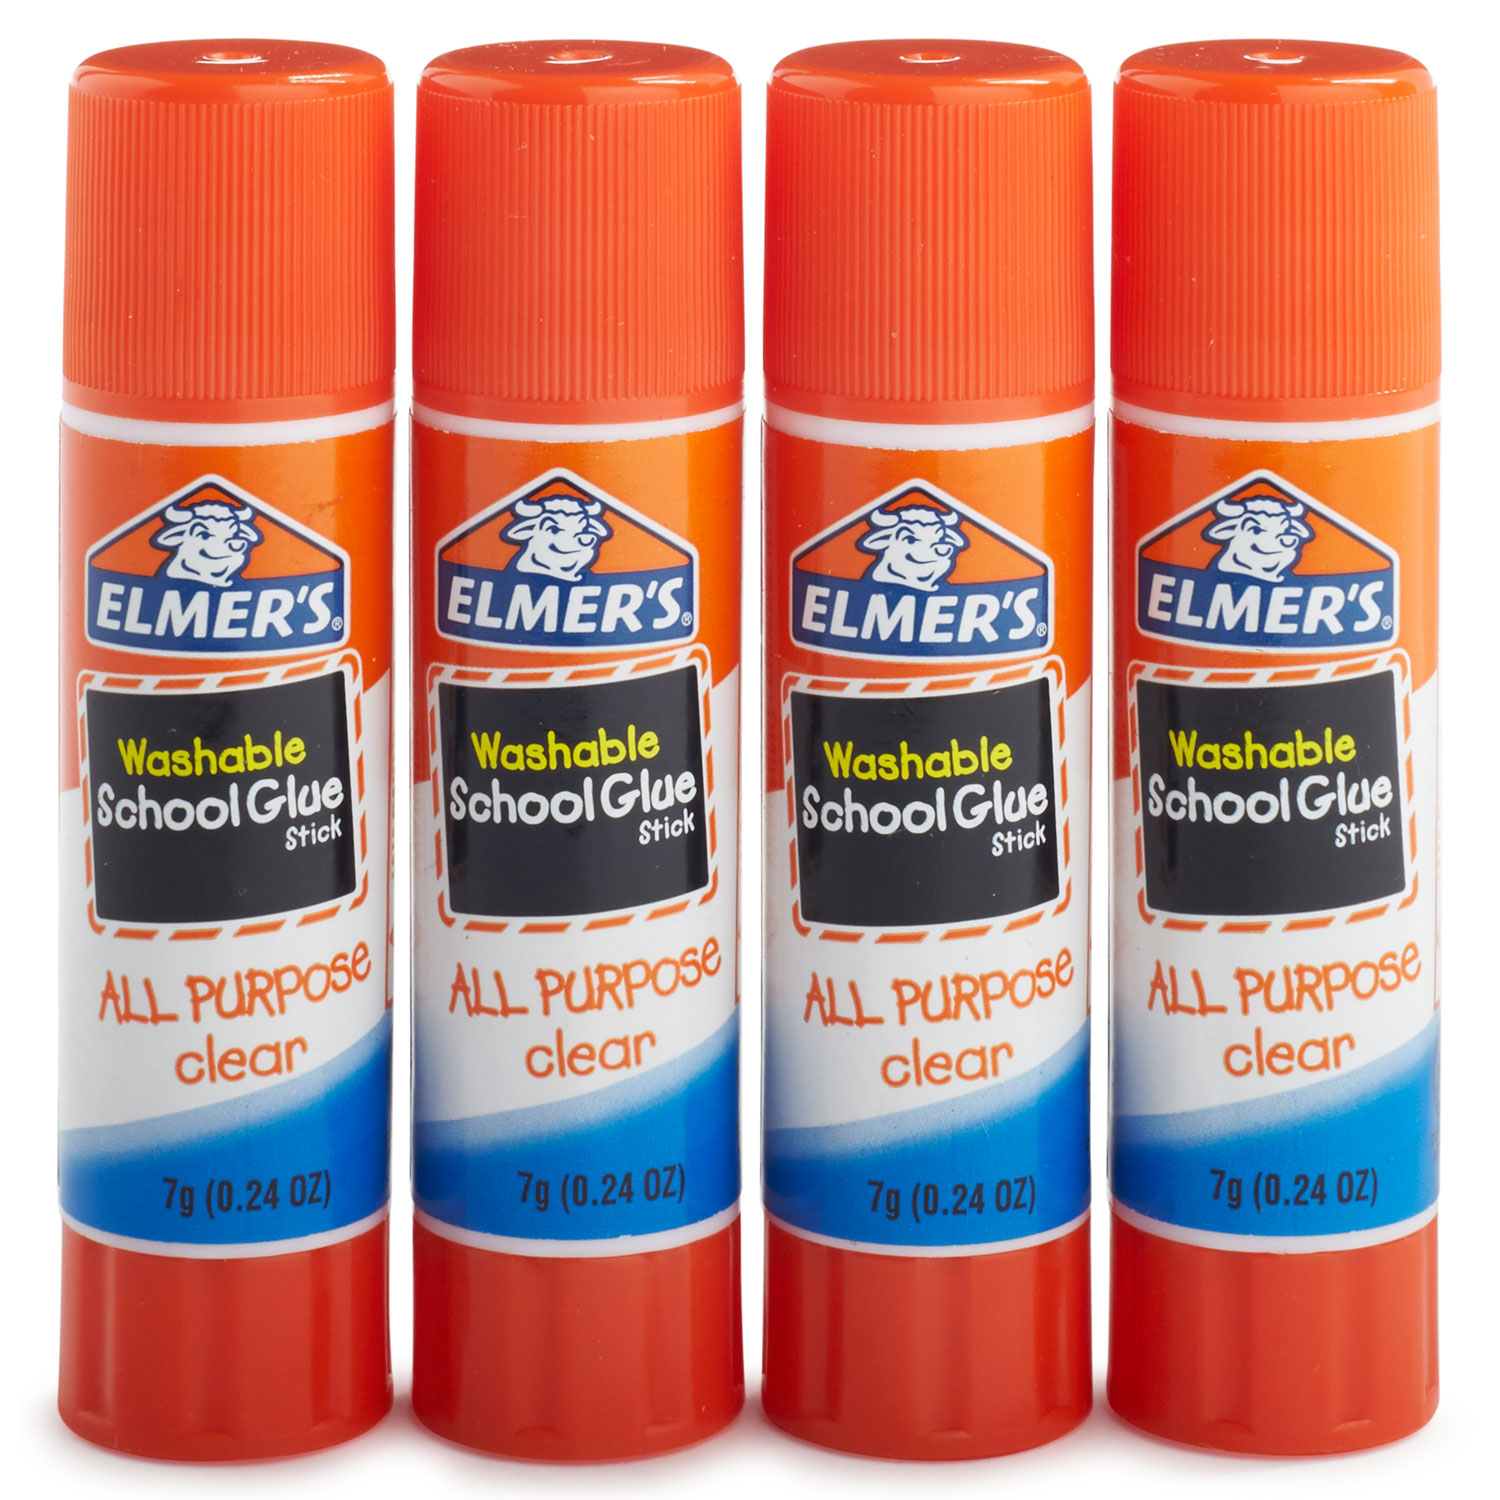 ELMER'S®
Washable
School Glue
Stick
ALL PURPOSE
clear
7g (0.24 OZ)
ELMER'S®
Washable
School Glue
Stick
ALL PURPOSE
clear
7g (0.24 OZ)
ELMER'S®
Washable
School Glue
Stick
ALL PURPOSE
clear
7g (0.24 OZ)
ELMER'S®
Washable
School Glue
Stick
ALL PURPOSE
clear
7g (0.24 OZ)